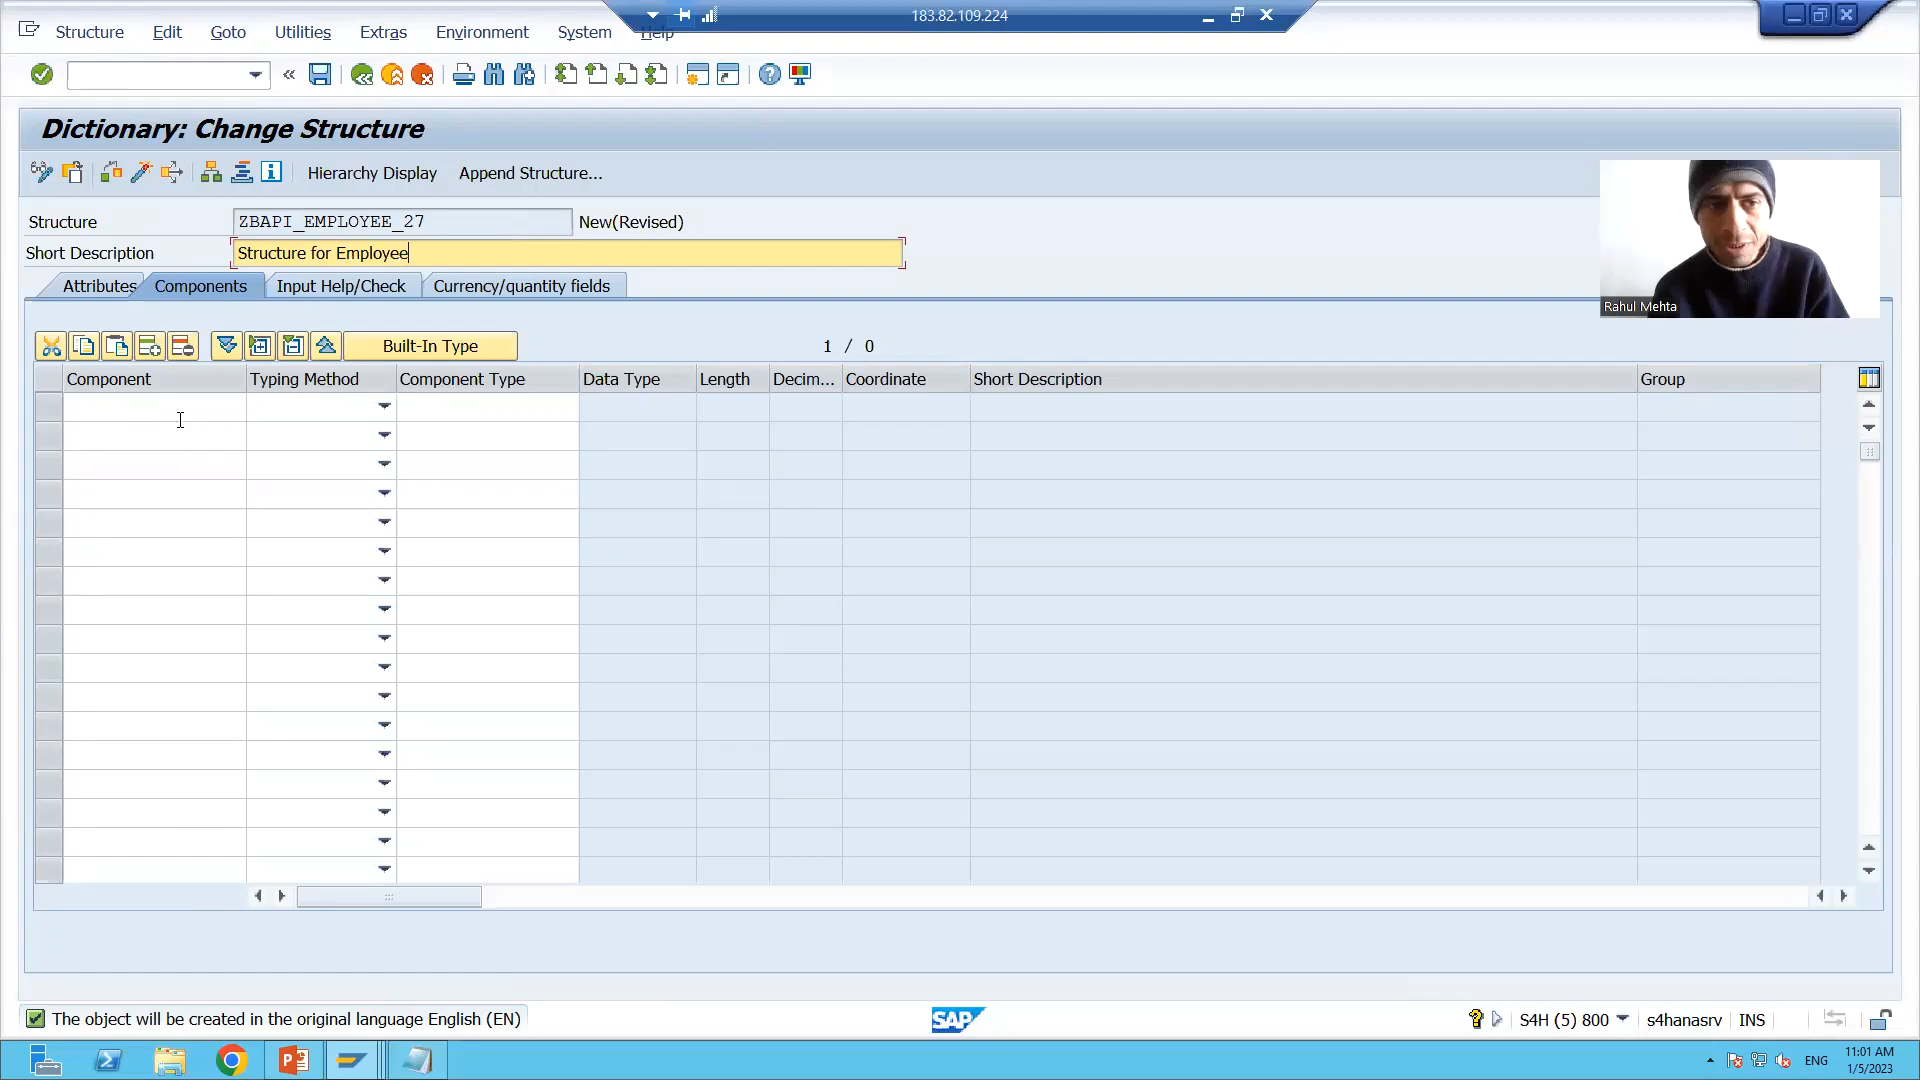 183.82.109.224
Structure Edit Goto Utilities Extras Environment System Help
Dictionary: Change Structure
Hierarchy Display Append Structure...
Structure ZBAPI_EMPLOYEE_27 New(Revised)
Short Description Structure for Employee
Rahul Mehta
Attributes Components Input Help/Check Currency/quantity fields
Built-In Type 1 / 0
Component Typing Method Component Type Data Type Length Decim... Coordinate Short Description Group
The object will be created in the original language English (EN)
SAP
S4H (5) 800 s4hanasrv INS
ENG
11:01 AM
1/5/2023